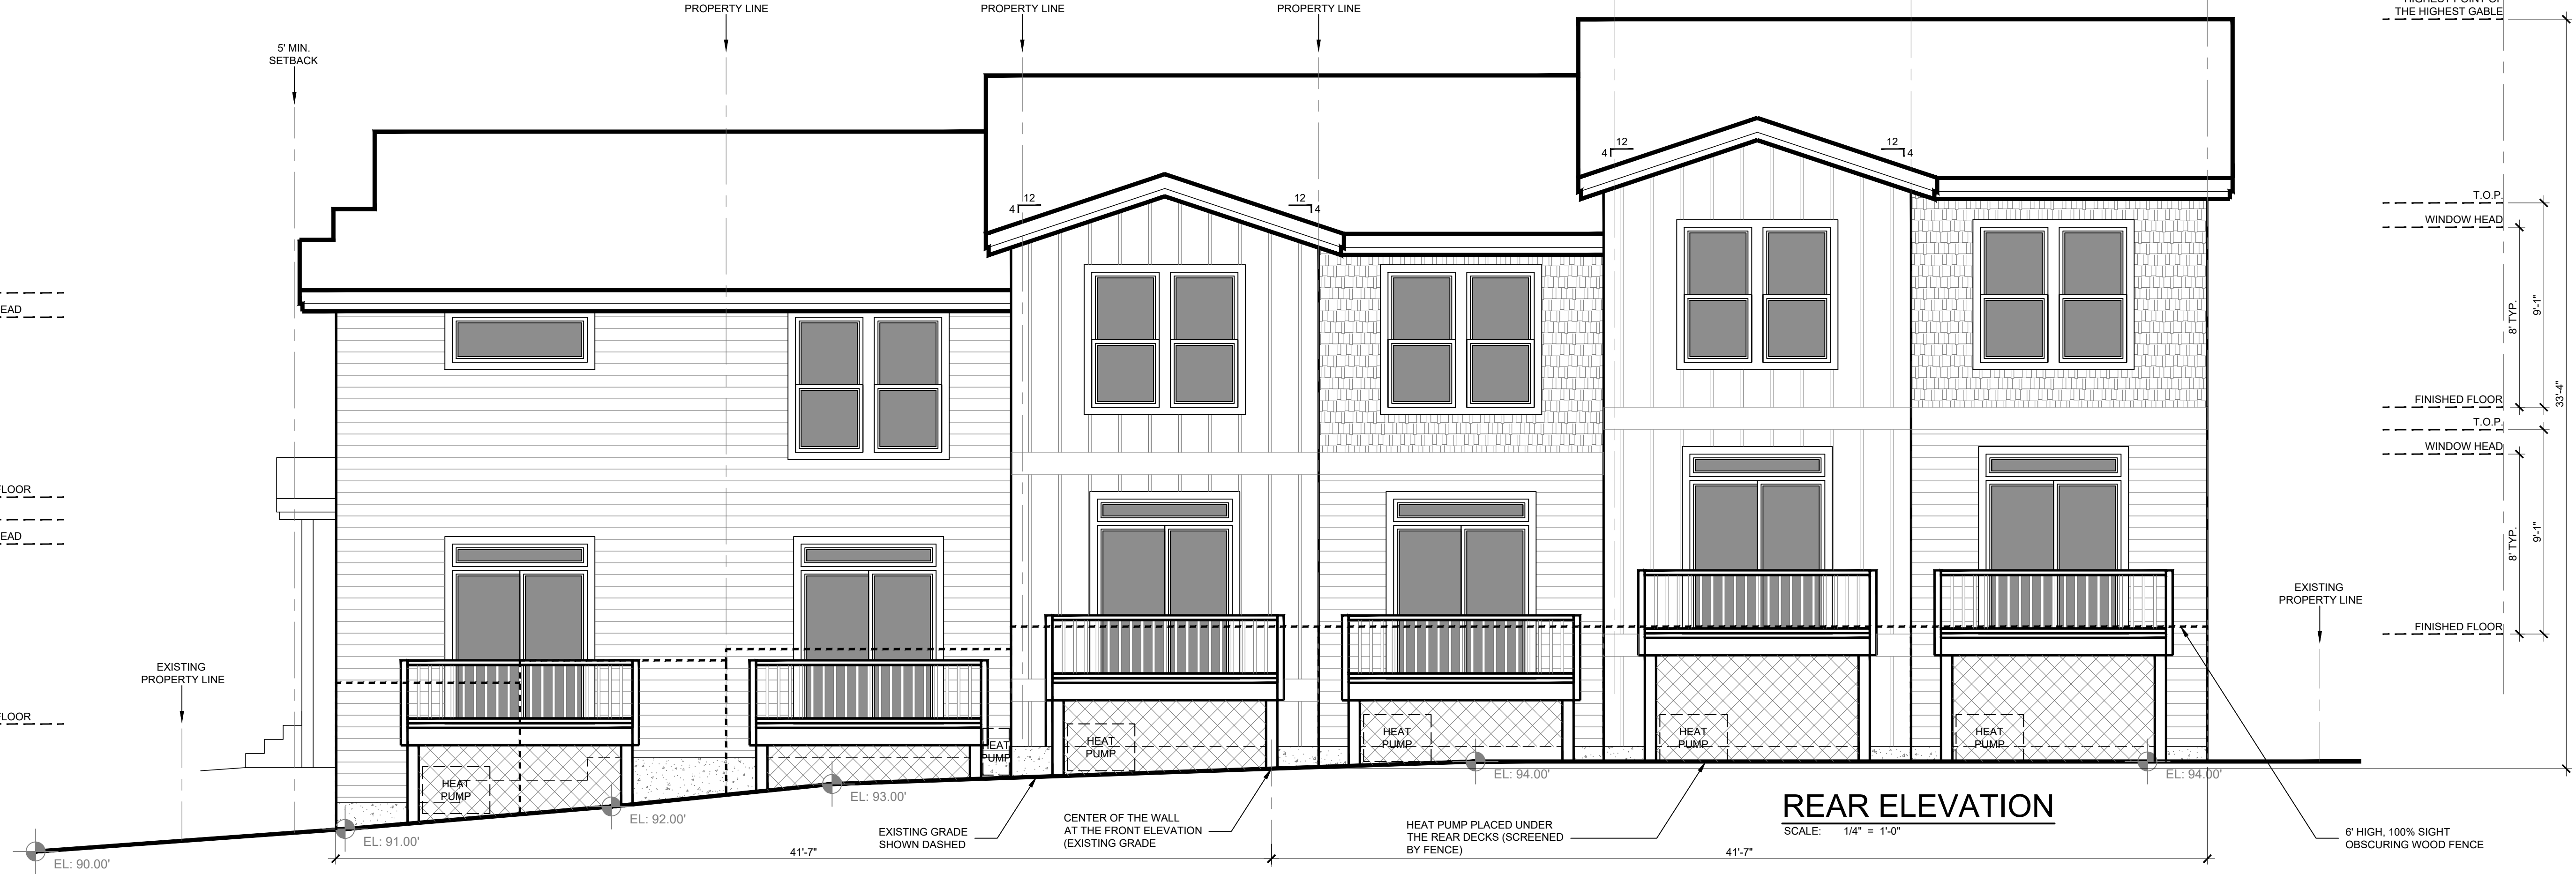 PROPERTY LINE
PROPERTY LINE
PROPERTY LINE
THE HIGHEST GABLE
5' MIN.
SETBACK
12
4
12
4
12
4
12
4
T.O.P.
WINDOW HEAD
8' TYP.
9'-1"
33'-4"
FINISHED FLOOR
T.O.P.
WINDOW HEAD
8' TYP.
9'-1"
FINISHED FLOOR
EAD
LOOR
EAD
LOOR
EXISTING
PROPERTY LINE
EXISTING
PROPERTY LINE
HEAT
PUMP
HEAT
PUMP
HEAT
PUMP
HEAT
PUMP
HEAT
PUMP
HEAT
PUMP
EL: 90.00'
EL: 91.00'
EL: 92.00'
EL: 93.00'
EL: 94.00'
EL: 94.00'
EXISTING GRADE
SHOWN DASHED
CENTER OF THE WALL
AT THE FRONT ELEVATION
(EXISTING GRADE
HEAT PUMP PLACED UNDER
THE REAR DECKS (SCREENED
BY FENCE)
REAR ELEVATION
SCALE: 1/4" = 1'-0"
6' HIGH, 100% SIGHT
OBSCURING WOOD FENCE
41'-7"
41'-7"